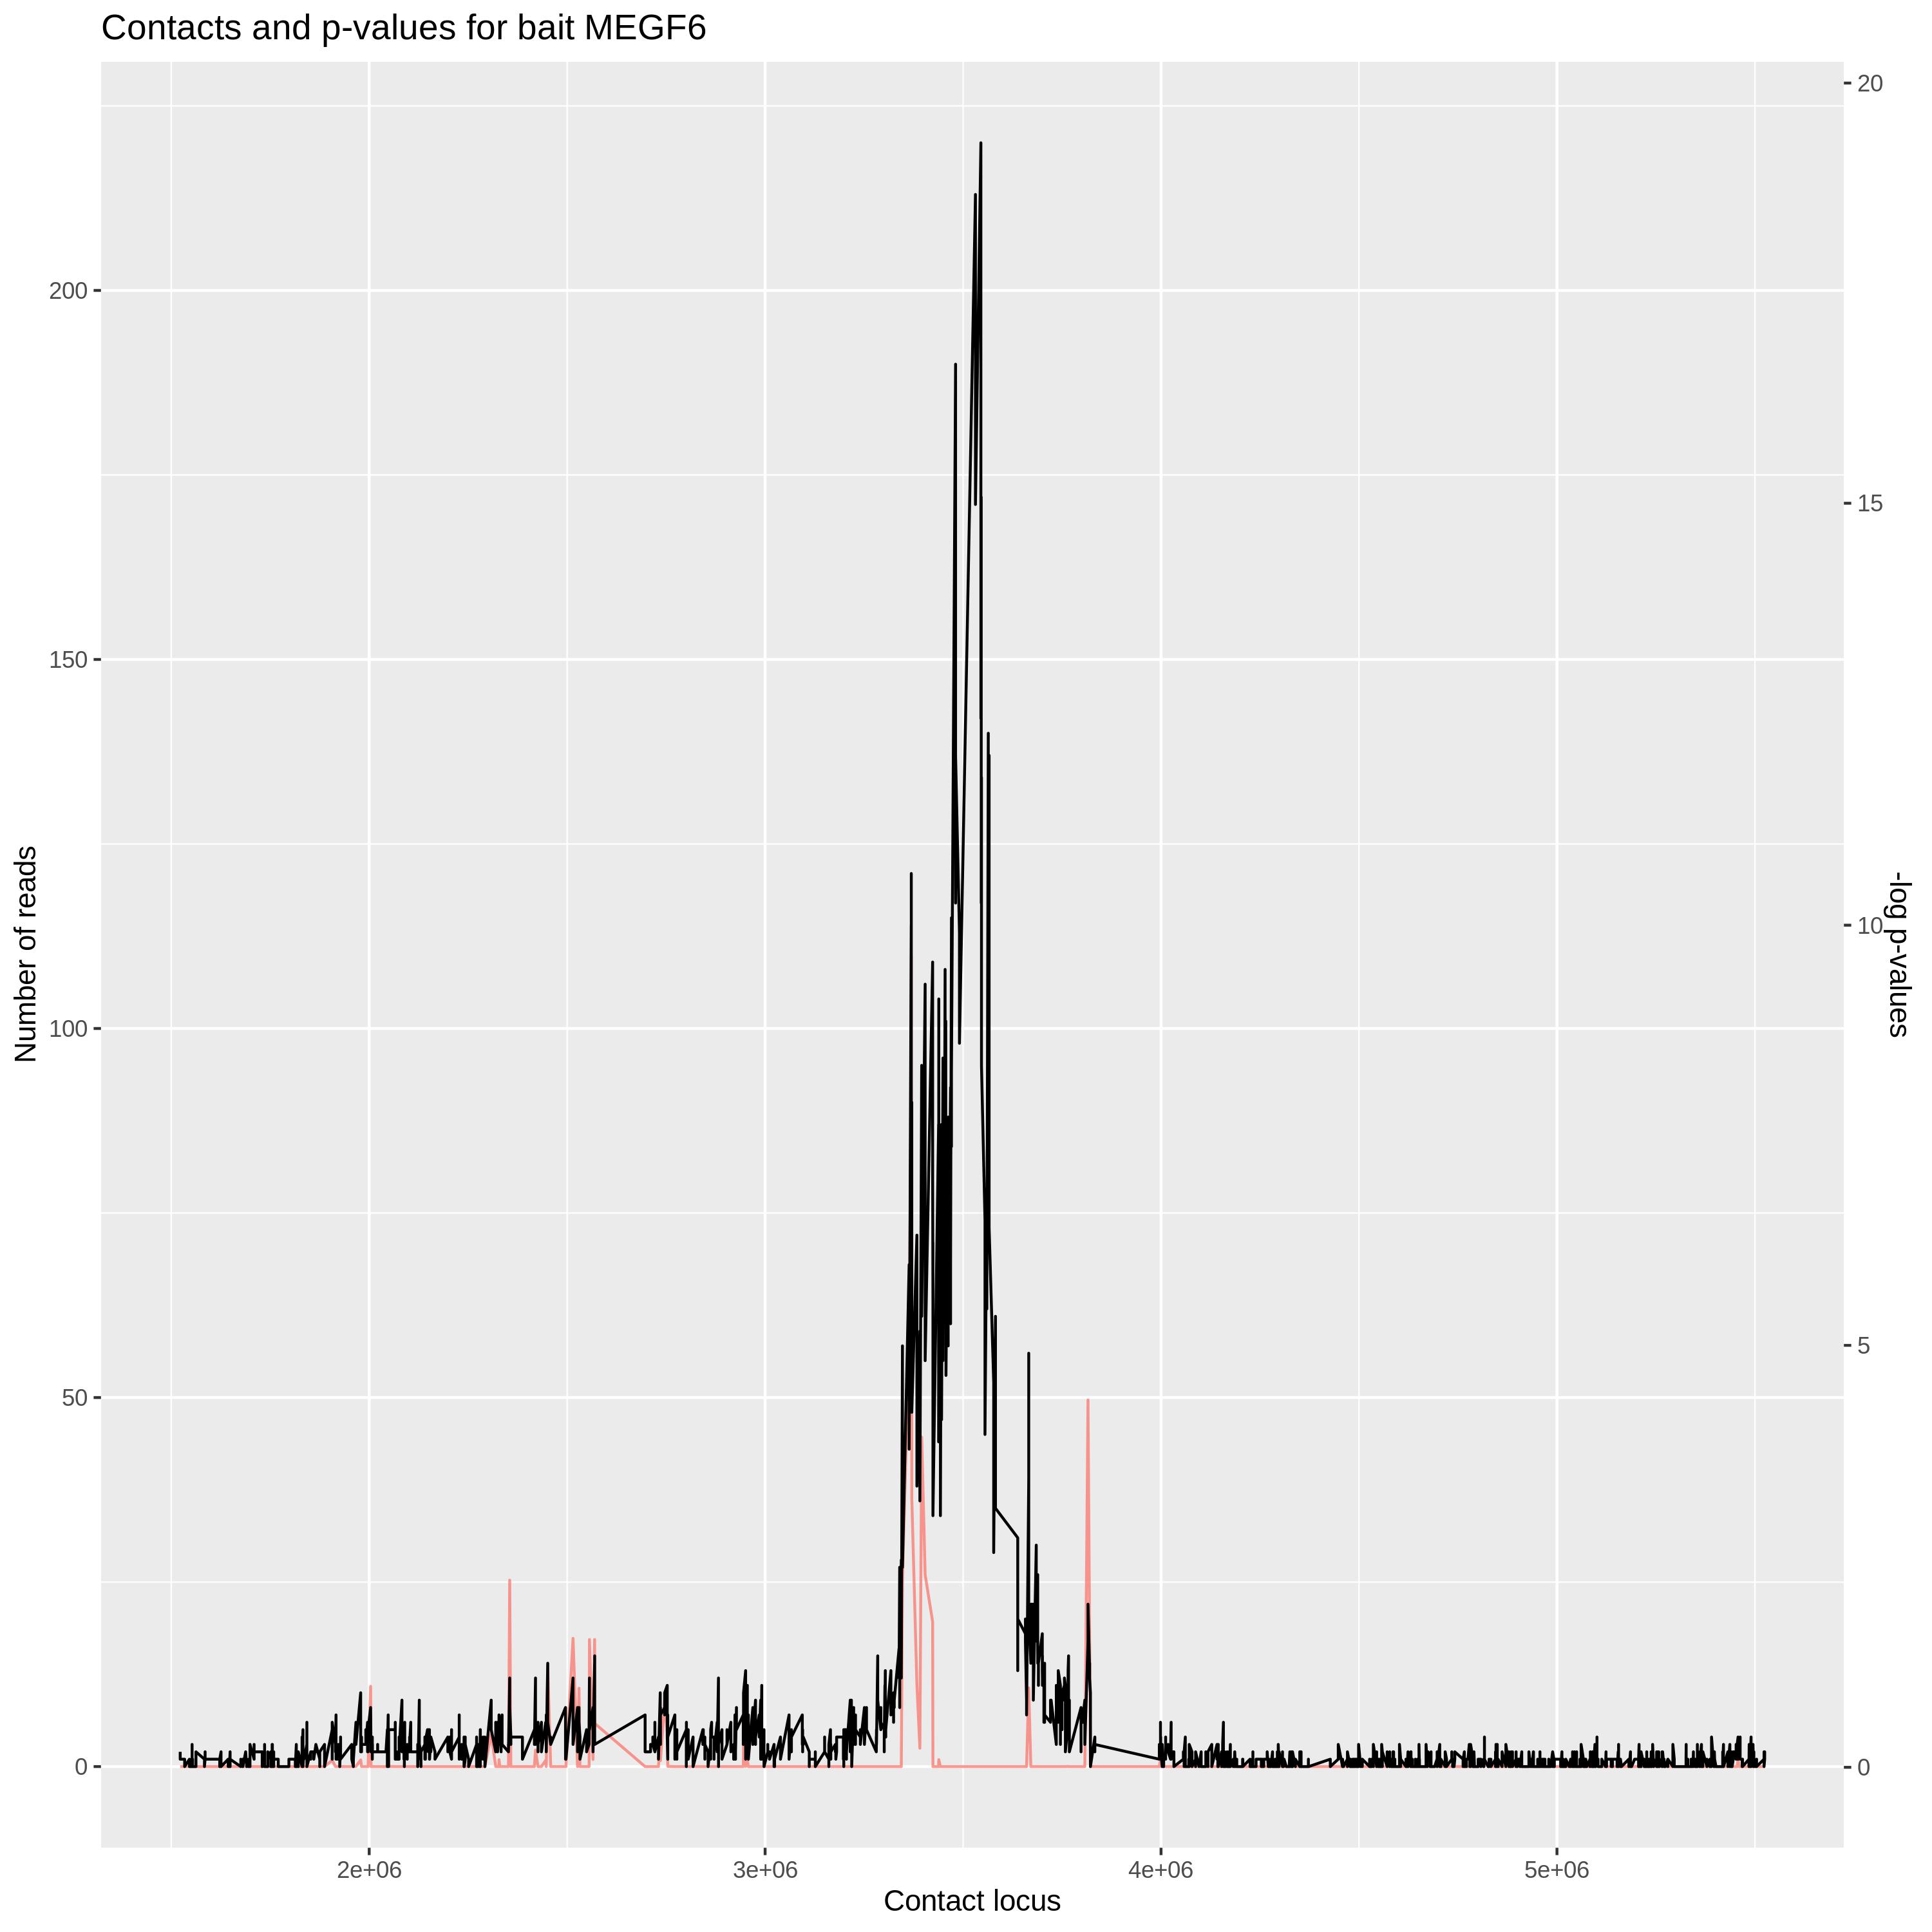 Contacts and p-values for bait MEGF6
Number of reads
200
150
100
50
0
20
15
10
5
0
-log p-values
2e+06
3e+06
4e+06
5e+06
Contact locus